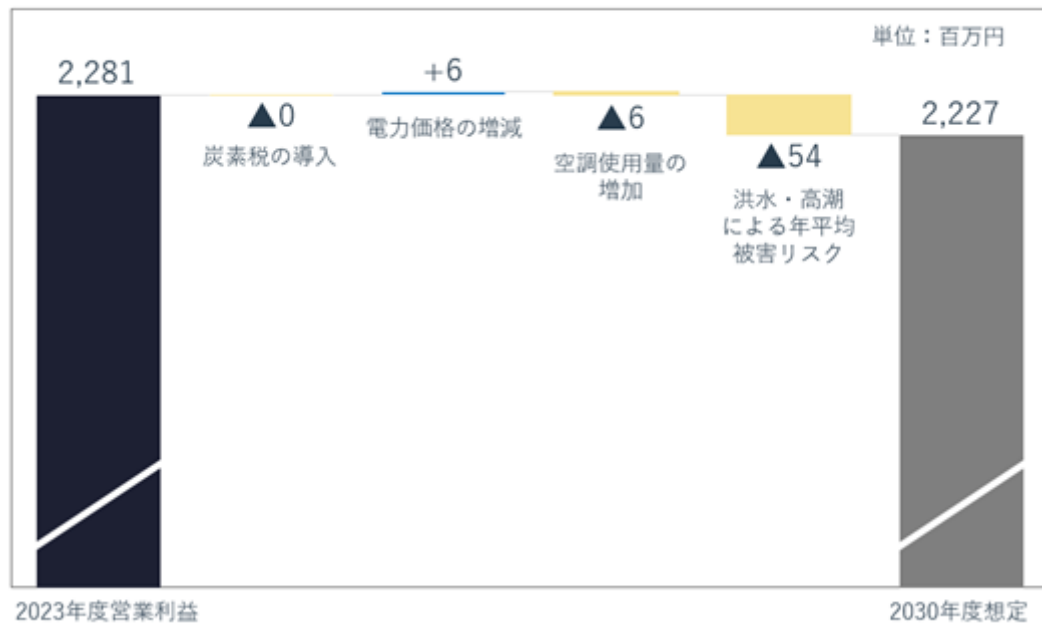 単位：百万円
2,281
▲0
炭素税の導入
+6
電力価格の増減
▲6
空調使用量の
増加
▲54
洪水・高潮
による年平均
被害リスク
2,227
2023年度営業利益
2030年度想定